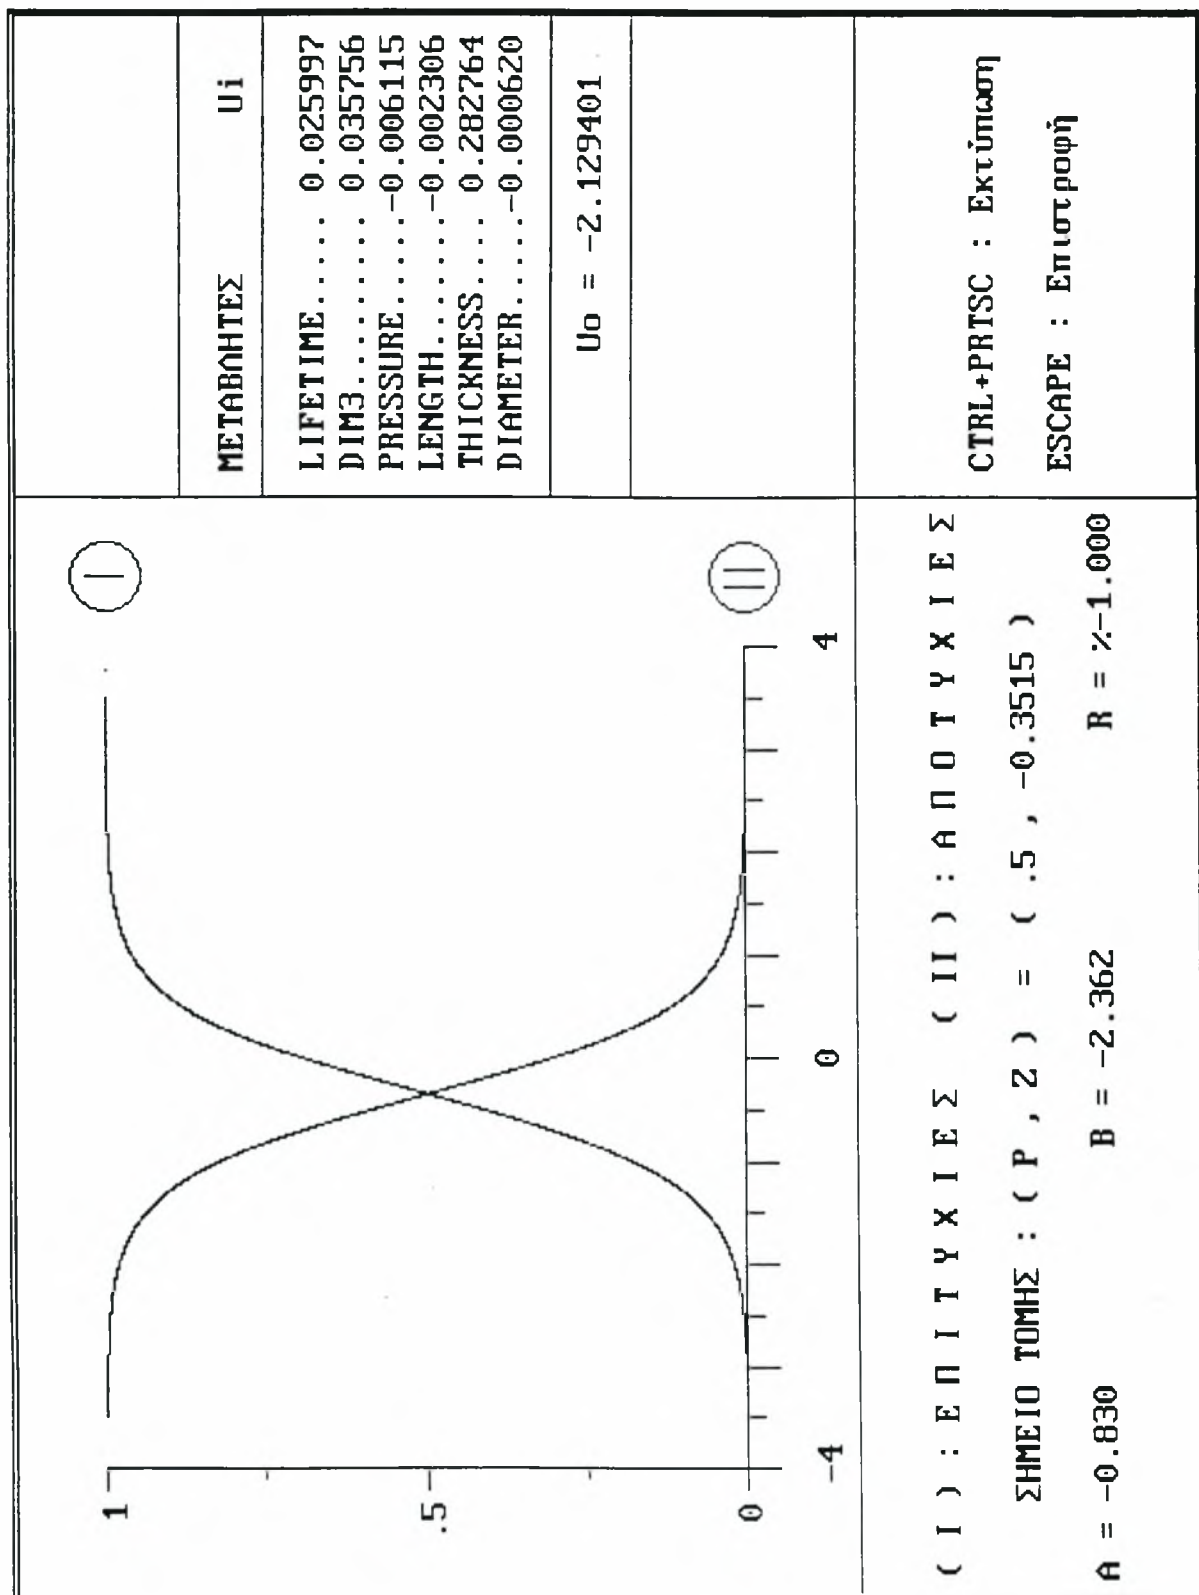 ΜΕΤΑΒΛΗΤΕΣ Ui
LIFETIME..... 0.025997
DIM3......... 0.035756
PRESSURE.....-0.006115
LENGTH.......-0.002306
THICKNESS.... 0.282764
DIAMETER.....-0.000620
Uo = -2.129401
CTRL+PRTSC : Εκτύπωση
ESCAPE : Επιστροφή
1
.5
0
-4
0
4
I
II
( I ) : Ε Π Ι Τ Υ Χ Ι Ε Σ ( II ) : Α Π Ο Τ Υ Χ Ι Ε Σ
ΣΗΜΕΙΟ ΤΟΜΗΣ : ( P , Z ) = ( .5 , -0.3515 )
A = -0.830 B = -2.362 R = %-1.000